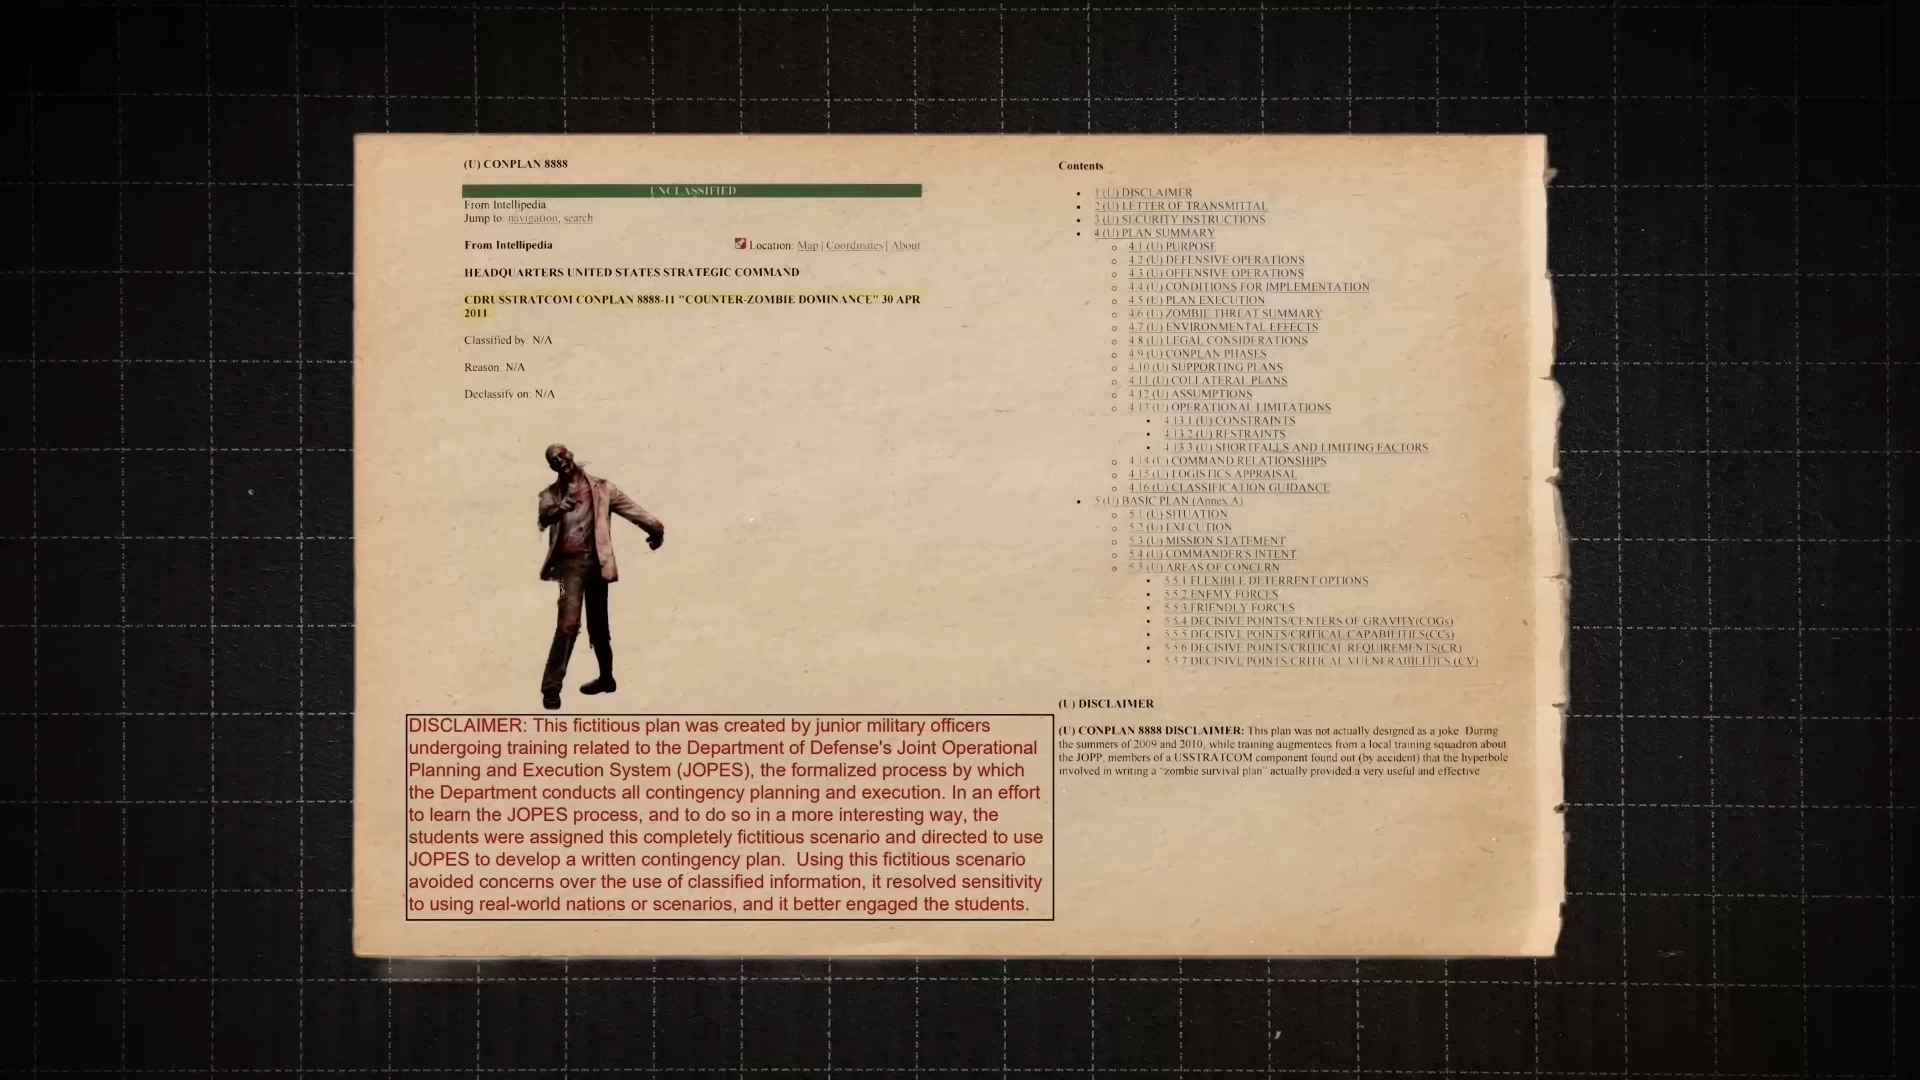 (U) CONPLAN 8888
UNCLASSIFIED
From Intellipedia
Jump to: navigation, search
From Intellipedia
Location: Map | Coordinates | About
HEADQUARTERS UNITED STATES STRATEGIC COMMAND
CDRUSSTRATCOM CONPLAN 8888-11 "COUNTER-ZOMBIE DOMINANCE" 30 APR
2011
Classified by: N/A
Reason: N/A
Declassify on: N/A
DISCLAIMER: This fictitious plan was created by junior military officers
undergoing training related to the Department of Defense's Joint Operational
Planning and Execution System (JOPES), the formalized process by which
the Department conducts all contingency planning and execution. In an effort
to learn the JOPES process, and to do so in a more interesting way, the
students were assigned this completely fictitious scenario and directed to use
JOPES to develop a written contingency plan.  Using this fictitious scenario
avoided concerns over the use of classified information, it resolved sensitivity
to using real-world nations or scenarios, and it better engaged the students.
Contents
1 (U) DISCLAIMER
2 (U) LETTER OF TRANSMITTAL
3 (U) SECURITY INSTRUCTIONS
4 (U) PLAN SUMMARY
4.1 (U) PURPOSE
4.2 (U) DEFENSIVE OPERATIONS
4.3 (U) OFFENSIVE OPERATIONS
4.4 (U) CONDITIONS FOR IMPLEMENTATION
4.5 (U) PLAN EXECUTION
4.6 (U) ZOMBIE THREAT SUMMARY
4.7 (U) ENVIRONMENTAL EFFECTS
4.8 (U) LEGAL CONSIDERATIONS
4.9 (U) CONPLAN PHASES
4.10 (U) SUPPORTING PLANS
4.11 (U) COLLATERAL PLANS
4.12 (U) ASSUMPTIONS
4.13 (U) OPERATIONAL LIMITATIONS
4.13.1 (U) CONSTRAINTS
4.13.2 (U) RESTRAINTS
4.13.3 (U) SHORTFALLS AND LIMITING FACTORS
4.14 (U) COMMAND RELATIONSHIPS
4.15 (U) LOGISTICS APPRAISAL
4.16 (U) CLASSIFICATION GUIDANCE
5 (U) BASIC PLAN (Annex A)
5.1 (U) SITUATION
5.2 (U) EXECUTION
5.3 (U) MISSION STATEMENT
5.4 (U) COMMANDER'S INTENT
5.5 (U) AREAS OF CONCERN
5.5.1 FLEXIBLE DETERRENT OPTIONS
5.5.2 ENEMY FORCES
5.5.3 FRIENDLY FORCES
5.5.4 DECISIVE POINTS/CENTERS OF GRAVITY(COGs)
5.5.5 DECISIVE POINTS/CRITICAL CAPABILITIES(CCs)
5.5.6 DECISIVE POINTS/CRITICAL REQUIREMENTS(CR)
5.5.7 DECISIVE POINTS/CRITICAL VULNERABILITIES (CV)
(U) DISCLAIMER
(U) CONPLAN 8888 DISCLAIMER: This plan was not actually designed as a joke. During
the summers of 2009 and 2010, while training augmentees from a local training squadron about
the JOPP, members of a USSTRATCOM component found out (by accident) that the hyperbole
involved in writing a "zombie survival plan" actually provided a very useful and effective